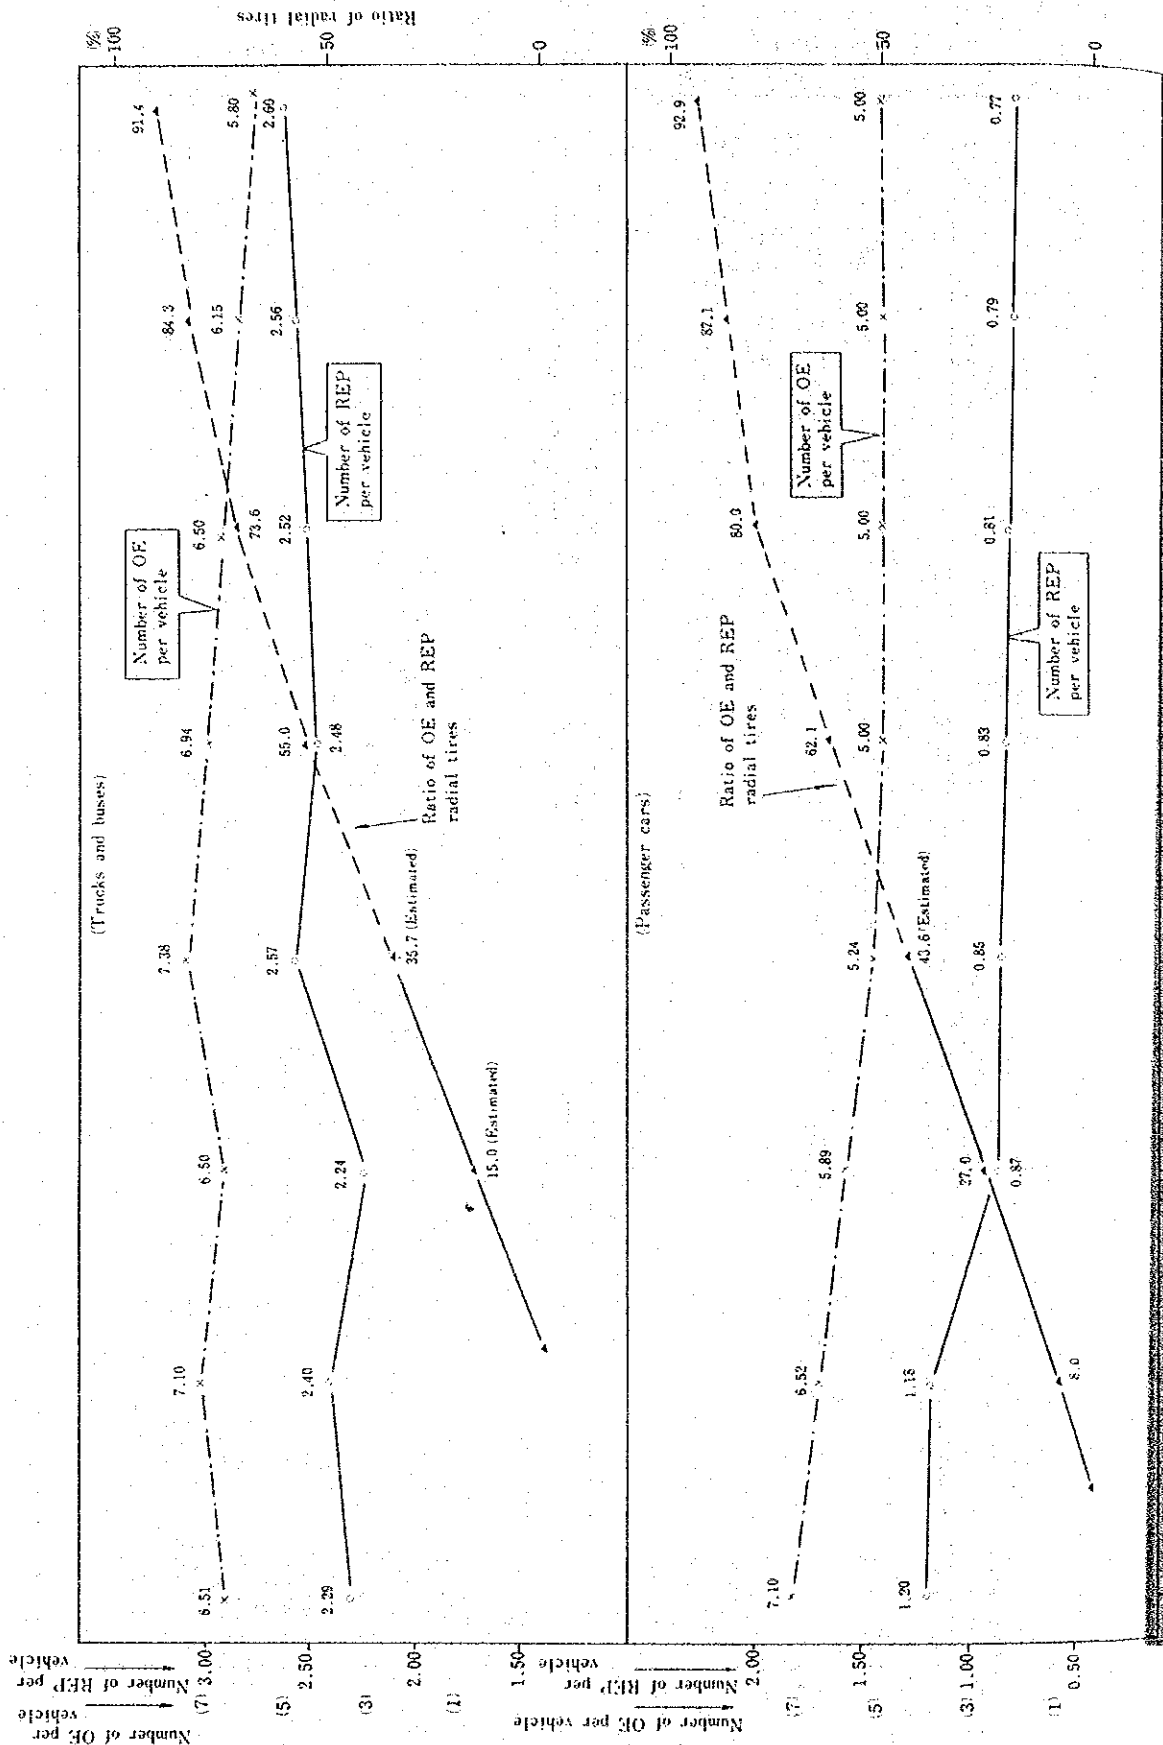 Number of OE per
vehicle
Number of REP per
vehicle
(7) 3.00
(5) 2.50
(3) 2.00
(1) 1.50
(Trucks and buses)
6.51
7.10
6.50
7.38
6.94
6.50
6.15
5.80
Number of OE
per vehicle
2.29
2.40
2.24
2.57
2.48
2.52
2.56
2.60
Number of REP
per vehicle
15.0 (Estimated)
35.7 (Estimated)
55.0
73.6
84.3
91.4
Ratio of OE and REP
radial tires
Ratio of radial tires
(%)
100
50
0
Number of OE per vehicle
Number of REP per
vehicle
(7) 2.00
(5) 1.50
(3) 1.00
(1) 0.50
(Passenger cars)
7.10
6.52
5.89
5.24
5.00
5.00
5.00
5.00
Number of OE
per vehicle
1.20
0.87
0.85
0.83
0.81
0.79
0.77
Number of REP
per vehicle
8.0
27.0
43.6 (Estimated)
62.1
80.0
87.1
92.9
Ratio of OE and REP
radial tires
(%)
100
50
0